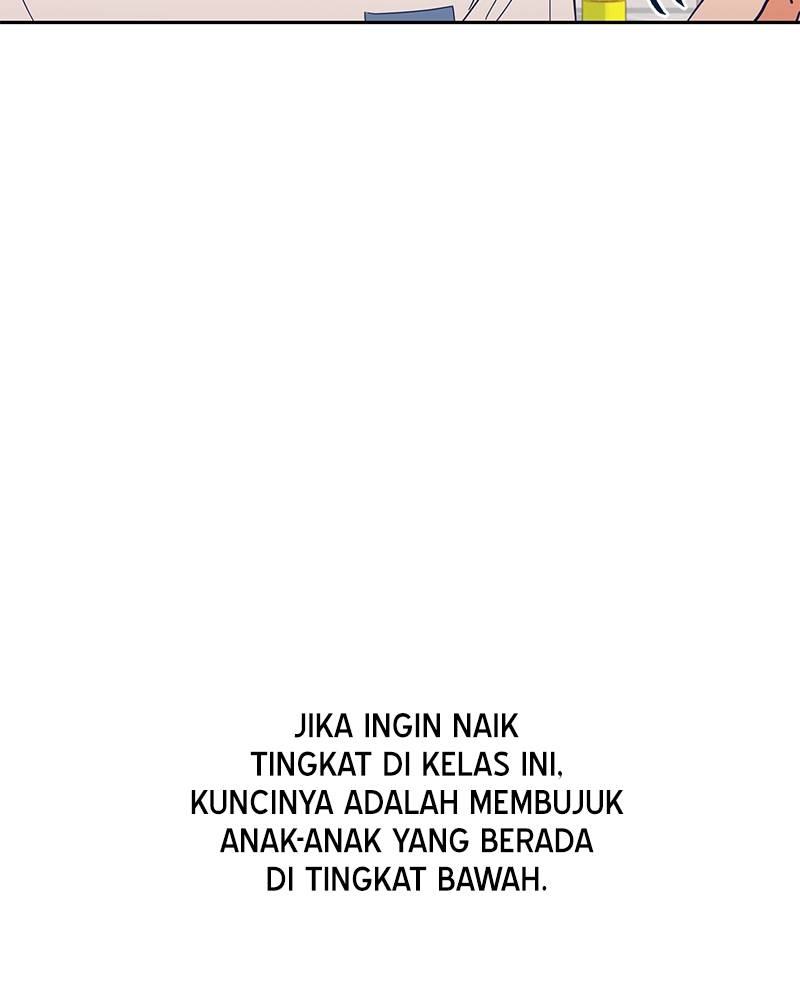 JIKA INGIN NAIK
TINGKAT DI KELAS INI,
KUNCINYA ADALAH MEMBUJUK
ANAK-ANAK YANG BERADA
DI TINGKAT BAWAH.